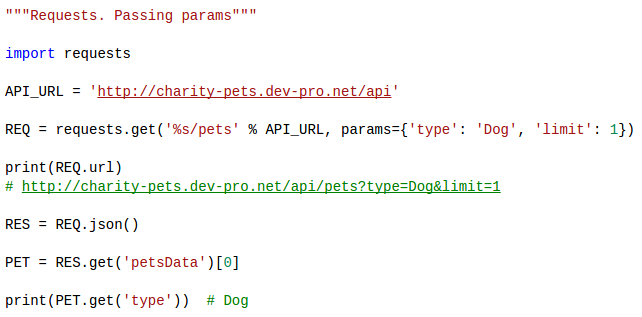 """Requests. Passing params"""
import requests
API_URL = 'http://charity-pets.dev-pro.net/api'
REQ = requests.get('%s/pets' % API_URL, params={'type': 'Dog', 'limit': 1})
print(REQ.url)
# http://charity-pets.dev-pro.net/api/pets?type=Dog&limit=1
RES = REQ.json()
PET = RES.get('petsData')[0]
print(PET.get('type'))  # Dog